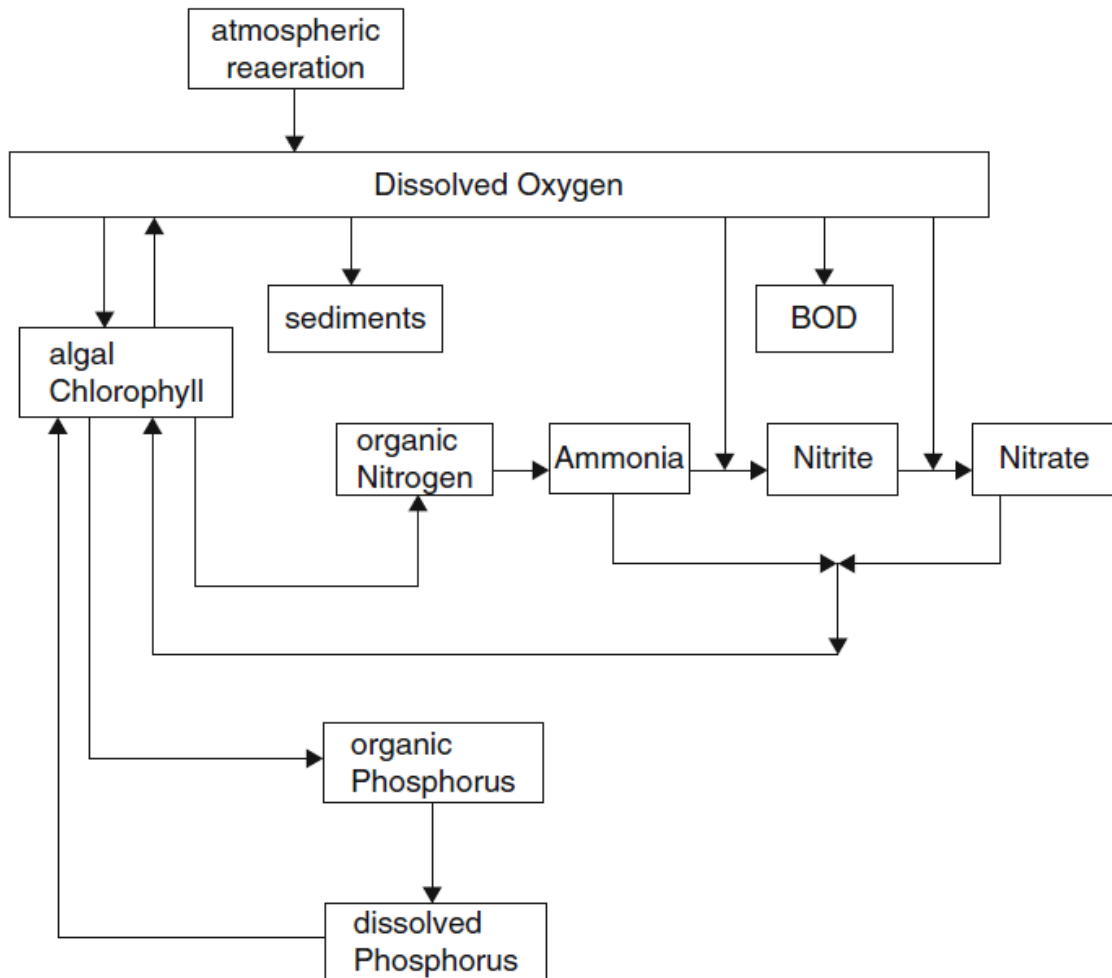 atmospheric
reaeration
Dissolved Oxygen
sediments
BOD
algal
Chlorophyll
organic
Nitrogen
Ammonia
Nitrite
Nitrate
organic
Phosphorus
dissolved
Phosphorus